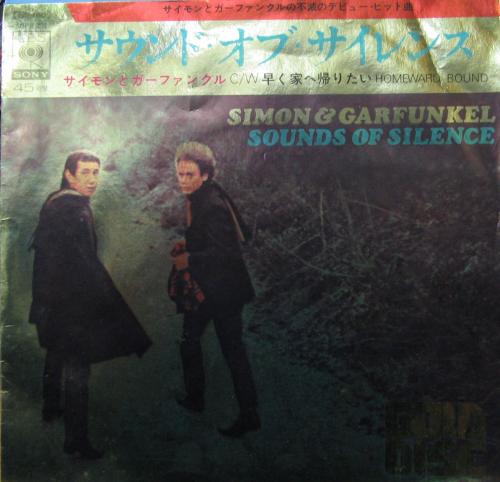 サイモンとガーファンクルの不滅のデビュー・ヒット曲
サウンド・オブ・サイレンス
SONY
45
サイモンとガーファンクル C/W 早く家へ帰りたい HOMEWARD BOUND
SIMON & GARFUNKEL
SOUNDS OF SILENCE
GOLD
DISC